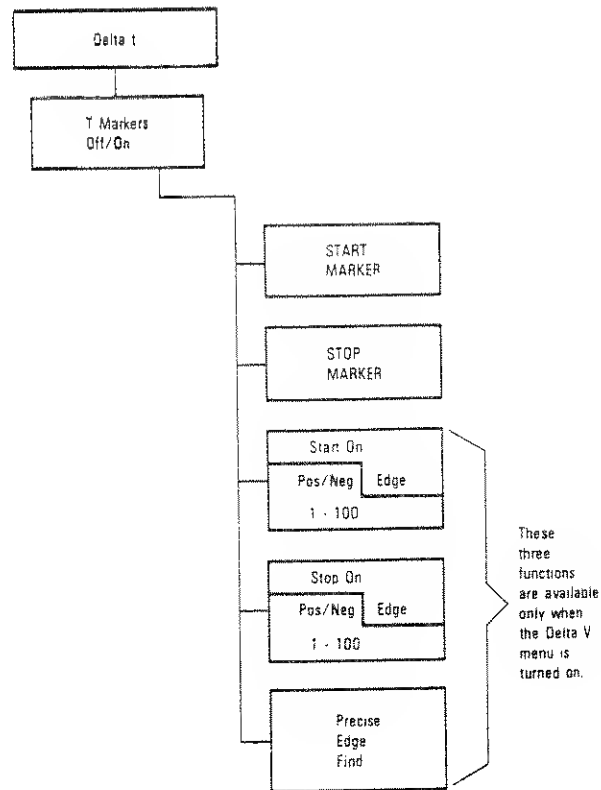 Delta t
T Markers
Off/On
START
MARKER
STOP
MARKER
Start On
Pos/Neg Edge
1 - 100
Stop On
Pos/Neg Edge
1 - 100
Precise
Edge
Find
These
three
functions
are available
only when
the Delta V
menu is
turned on.